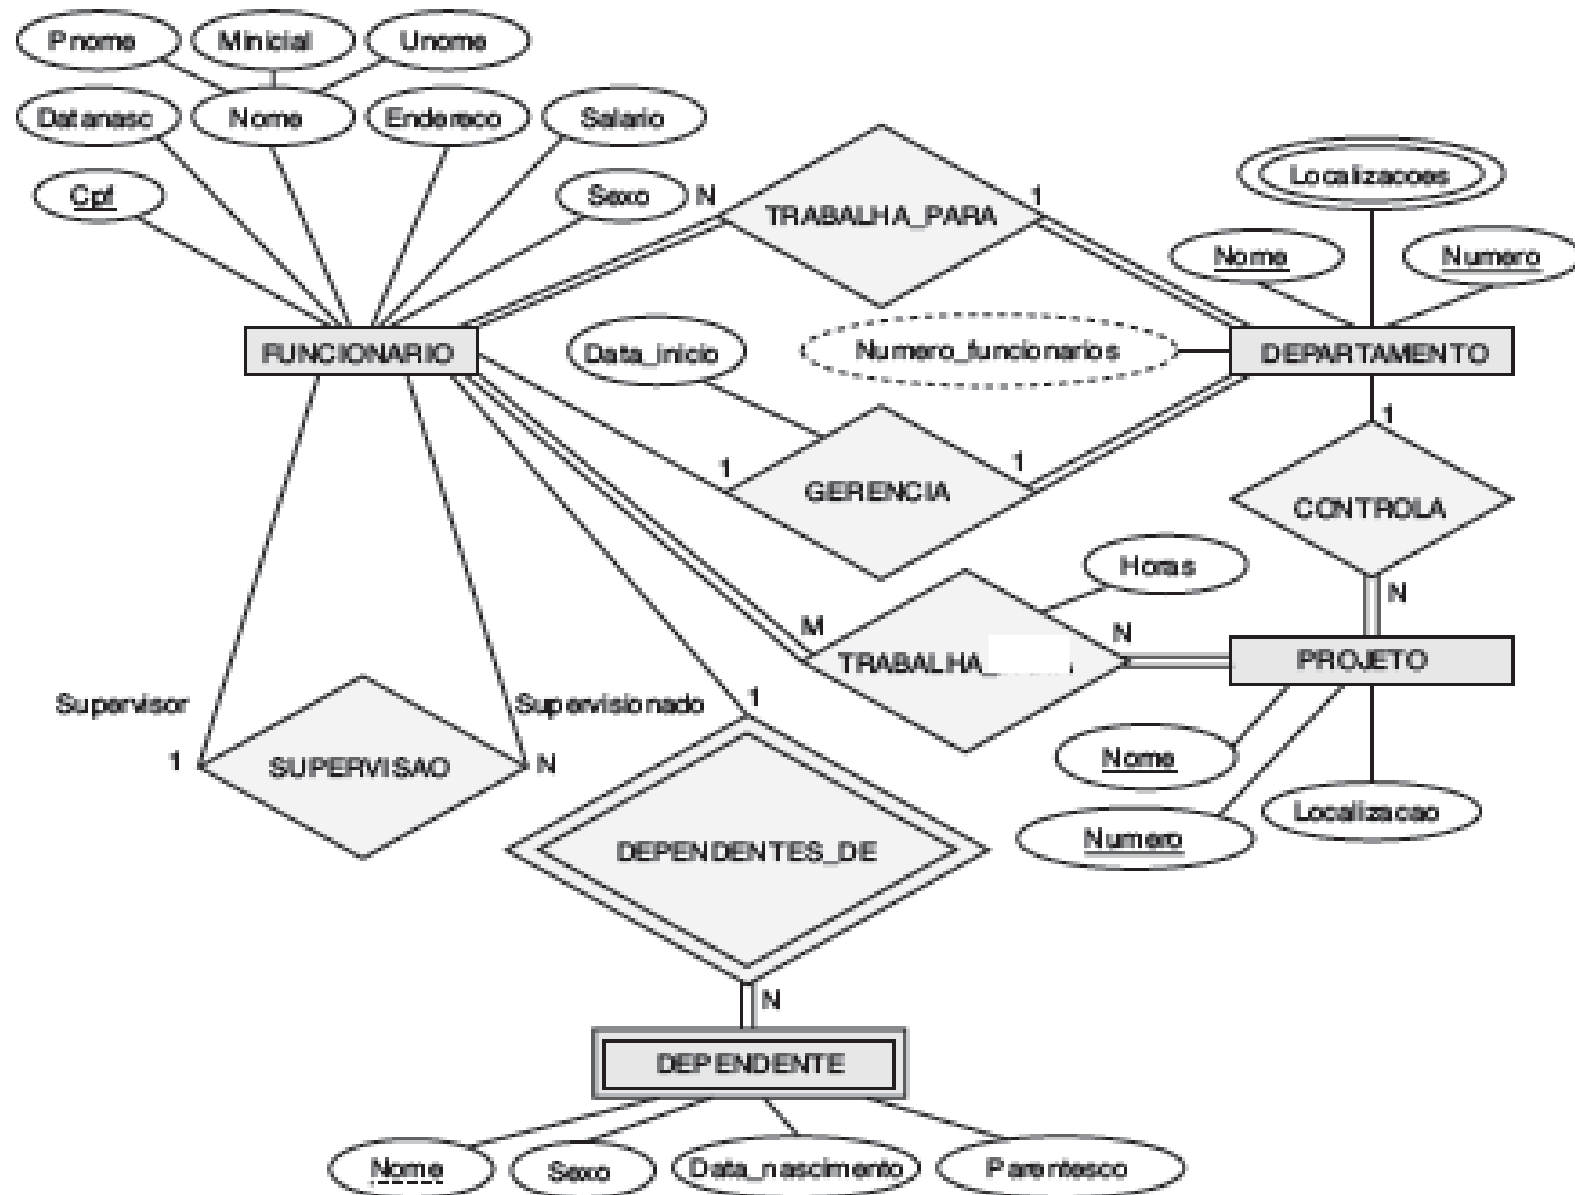 Pnome
Minicial
Unome
Datanasc
Nome
Endereco
Salario
Cpf
Sexo
N
TRABALHA_PARA
1
Localizacoes
Nome
Numero
FUNCIONARIO
Data_inicio
Numero_funcionarios
DEPARTAMENTO
1
1
GERENCIA
1
CONTROLA
N
Horas
M
TRABALHA_
N
PROJETO
Supervisor
Supervisionado
1
1
SUPERVISAO
N
Nome
Localizacao
Numero
DEPENDENTES_DE
N
DEPENDENTE
Nome
Sexo
Data_nascimento
Parentesco